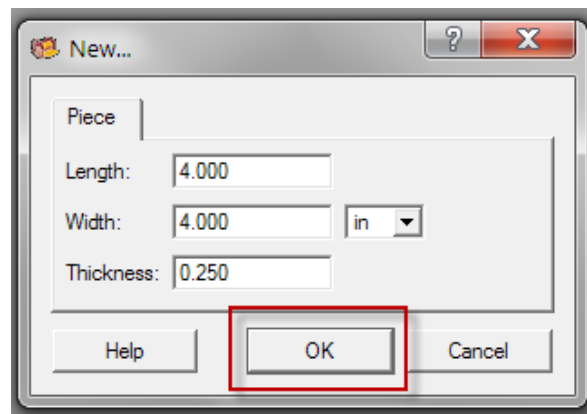 New...
Piece
Length: 4.000
Width: 4.000 in
Thickness: 0.250
Help OK Cancel